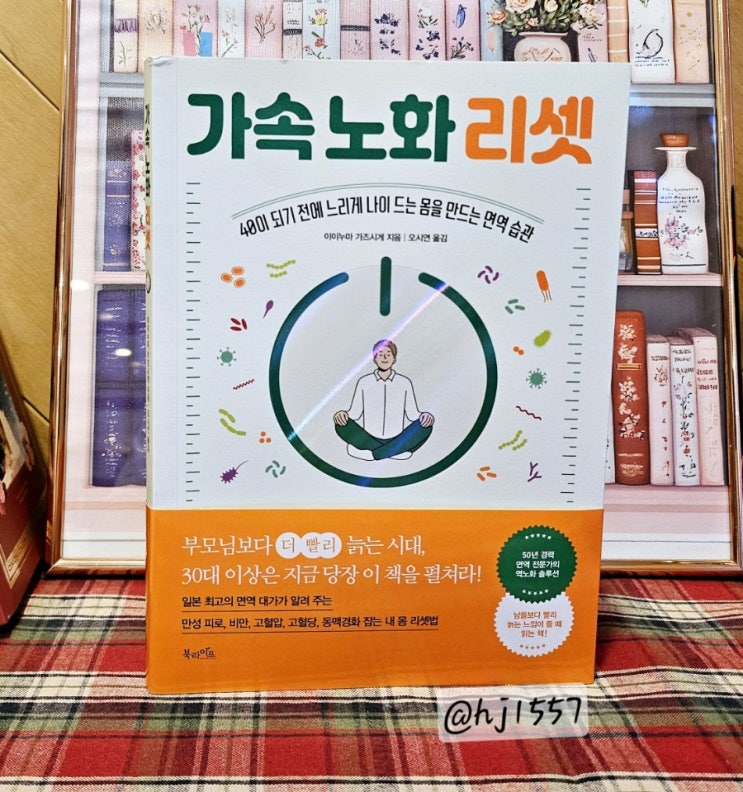 가속 노화 리셋
40이 되기 전에 느리게 나이 드는 몸을 만드는 면역 습관
이이누마 가즈시게 지음 | 오시연 옮김
부모님보다 더 빨리 늙는 시대,
30대 이상은 지금 당장 이 책을 펼쳐라!
일본 최고의 면역 대가가 알려 주는
만성 피로, 비만, 고혈압, 고혈당, 동맥경화 잡는 내 몸 리셋법
북라이프
50년 경력
면역 전문가의
역노화 솔루션
남들보다 빨리
늙는 느낌이 들 때
읽는 책!
@hj1557